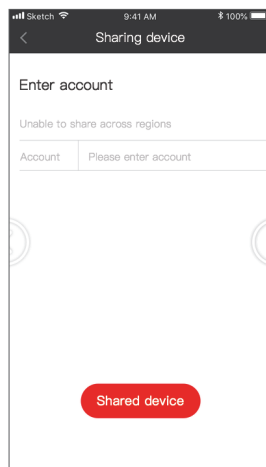 Sketch 9:41 AM 100%
Sharing device
Enter account
Unable to share across regions
Account Please enter account
Shared device